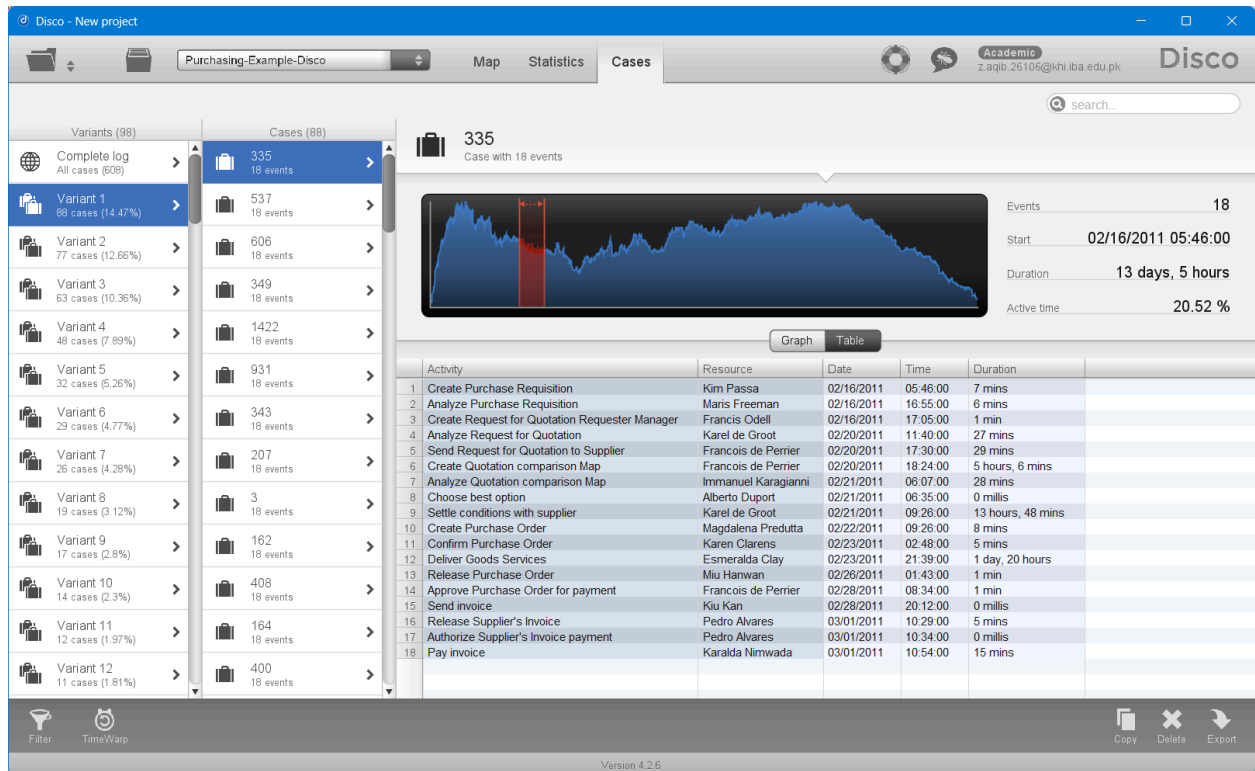 Disco - New project
Purchasing-Example-Disco
Map Statistics Cases
Academic
z.aqib.26106@khi.iba.edu.pk
Disco
search...
Variants (98)
Complete log
All cases (608)
Variant 1
88 cases (14.47%)
Variant 2
77 cases (12.66%)
Variant 3
63 cases (10.36%)
Variant 4
48 cases (7.89%)
Variant 5
32 cases (5.26%)
Variant 6
29 cases (4.77%)
Variant 7
26 cases (4.28%)
Variant 8
19 cases (3.12%)
Variant 9
17 cases (2.8%)
Variant 10
14 cases (2.3%)
Variant 11
12 cases (1.97%)
Variant 12
11 cases (1.81%)
Cases (88)
335
18 events
537
18 events
606
18 events
349
18 events
1422
18 events
931
18 events
343
18 events
207
18 events
3
18 events
162
18 events
408
18 events
164
18 events
400
18 events
335
Case with 18 events
Events 18
Start 02/16/2011 05:46:00
Duration 13 days, 5 hours
Active time 20.52 %
Graph Table
Activity Resource Date Time Duration
1 Create Purchase Requisition Kim Passa 02/16/2011 05:46:00 7 mins
2 Analyze Purchase Requisition Maris Freeman 02/16/2011 16:55:00 6 mins
3 Create Request for Quotation Requester Manager Francis Odell 02/16/2011 17:05:00 1 min
4 Analyze Request for Quotation Karel de Groot 02/20/2011 11:40:00 27 mins
5 Send Request for Quotation to Supplier Francois de Perrier 02/20/2011 17:30:00 29 mins
6 Create Quotation comparison Map Francois de Perrier 02/20/2011 18:24:00 5 hours, 6 mins
7 Analyze Quotation comparison Map Immanuel Karagianni 02/21/2011 06:07:00 28 mins
8 Choose best option Alberto Duport 02/21/2011 06:35:00 0 millis
9 Settle conditions with supplier Karel de Groot 02/21/2011 09:26:00 13 hours, 48 mins
10 Create Purchase Order Magdalena Predutta 02/22/2011 09:26:00 8 mins
11 Confirm Purchase Order Karen Clarens 02/23/2011 02:48:00 5 mins
12 Deliver Goods Services Esmeralda Clay 02/23/2011 21:39:00 1 day, 20 hours
13 Release Purchase Order Miu Hanwan 02/26/2011 01:43:00 1 min
14 Approve Purchase Order for payment Francois de Perrier 02/28/2011 08:34:00 1 min
15 Send invoice Kiu Kan 02/28/2011 20:12:00 0 millis
16 Release Supplier's Invoice Pedro Alvares 03/01/2011 10:29:00 5 mins
17 Authorize Supplier's Invoice payment Pedro Alvares 03/01/2011 10:34:00 0 millis
18 Pay invoice Karalda Nimwada 03/01/2011 10:54:00 15 mins
Filter TimeWarp Copy Delete Export
Version 4.2.6